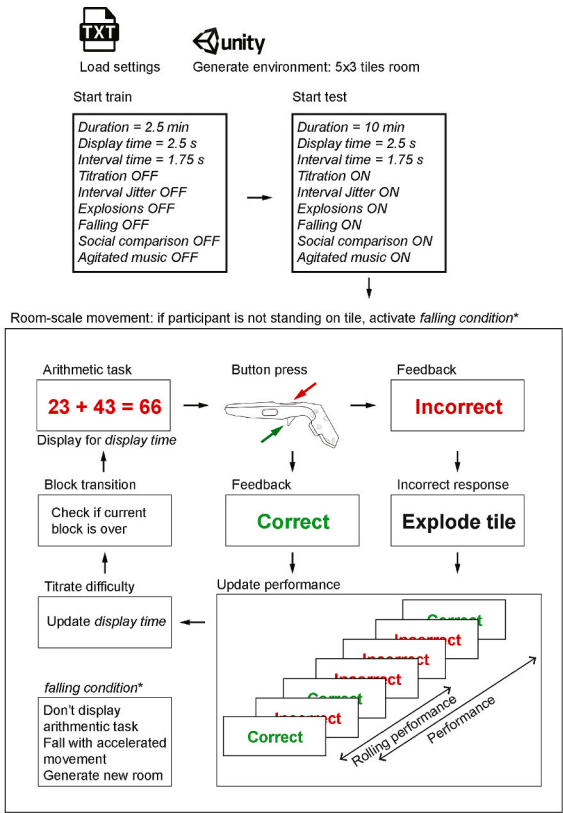 TXT
unity
Load settings
Generate environment: 5x3 tiles room
Start train
Start test
Duration = 2.5 min
Display time = 2.5 s
Interval time = 1.75 s
Titration OFF
Interval Jitter OFF
Explosions OFF
Falling OFF
Social comparison OFF
Agitated music OFF
Duration = 10 min
Display time = 2.5 s
Interval time = 1.75 s
Titration ON
Interval Jitter ON
Explosions ON
Falling ON
Social comparison ON
Agitated music ON
Room-scale movement: if participant is not standing on tile, activate falling condition*
Arithmetic task
Button press
Feedback
23 + 43 = 66
Incorrect
Display for display time
Block transition
Feedback
Incorrect response
Check if current
block is over
Correct
Explode tile
Titrate difficulty
Update performance
Update display time
Correct
Incorrect
Incorrect
Incorrect
Correct
Incorrect
Correct
Rolling performance
Performance
falling condition*
Don't display
arithmentic task
Fall with accelerated
movement
Generate new room